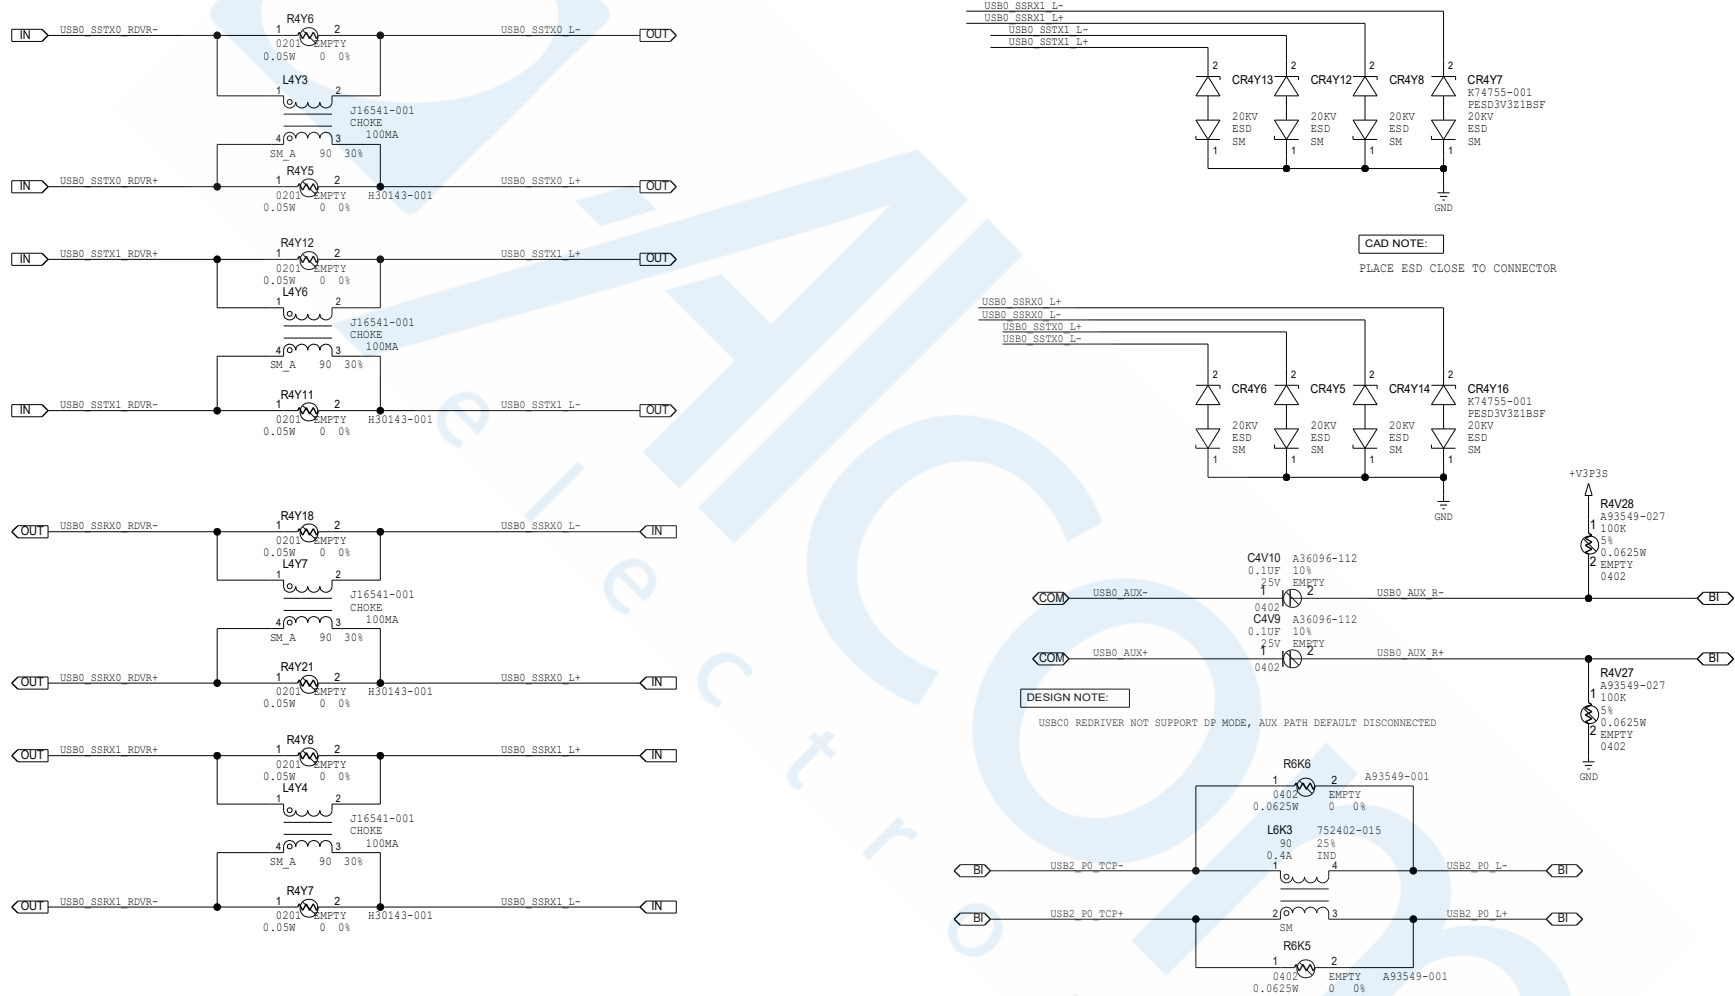 R4Y6
IN USB0_SSTX0_RDVR- 1 2 USB0_SSTX0_L- OUT
0201 EMPTY
0.05W 0 0%
L4Y3
1 2
J16541-001
CHOKE
100MA
4 3
SM_A 90 30%
R4Y5
IN USB0_SSTX0_RDVR+ 1 2 USB0_SSTX0_L+ OUT
0201 EMPTY H30143-001
0.05W 0 0%
R4Y12
IN USB0_SSTX1_RDVR+ 1 2 USB0_SSTX1_L+ OUT
0201 EMPTY
0.05W 0 0%
L4Y6
1 2
J16541-001
CHOKE
100MA
4 3
SM_A 90 30%
R4Y11
IN USB0_SSTX1_RDVR- 1 2 USB0_SSTX1_L- OUT
0201 EMPTY H30143-001
0.05W 0 0%
R4Y18
OUT USB0_SSRX0_RDVR- 1 2 USB0_SSRX0_L- IN
0201 EMPTY
0.05W 0 0%
L4Y7
1 2
J16541-001
CHOKE
100MA
4 3
SM_A 90 30%
R4Y21
OUT USB0_SSRX0_RDVR+ 1 2 USB0_SSRX0_L+ IN
0201 EMPTY H30143-001
0.05W 0 0%
R4Y8
OUT USB0_SSRX1_RDVR+ 1 2 USB0_SSRX1_L+ IN
0201 EMPTY
0.05W 0 0%
L4Y4
1 2
J16541-001
CHOKE
100MA
4 3
SM_A 90 30%
R4Y7
OUT USB0_SSRX1_RDVR- 1 2 USB0_SSRX1_L- IN
0201 EMPTY H30143-001
0.05W 0 0%
USB0_SSRX1_L-
USB0_SSRX1_L+
USB0_SSTX1_L-
USB0_SSTX1_L+
2 2 2 2
CR4Y13 CR4Y12 CR4Y8 CR4Y7
K74755-001
PESD3V3Z1BSF
20KV 20KV 20KV 20KV
ESD ESD ESD ESD
SM SM SM SM
1 1 1 1
GND
CAD NOTE:
PLACE ESD CLOSE TO CONNECTOR
USB0_SSRX0_L+
USB0_SSRX0_L-
USB0_SSTX0_L+
USB0_SSTX0_L-
2 2 2 2
CR4Y6 CR4Y5 CR4Y14 CR4Y16
K74755-001
PESD3V3Z1BSF
20KV 20KV 20KV 20KV
ESD ESD ESD ESD
SM SM SM SM
1 1 1 1
GND
+V3P3S
R4V28
A93549-027
1 100K
5%
0.0625W
2 EMPTY
0402
C4V10 A36096-112
0.1UF 10%
25V EMPTY
COM USB0_AUX- 1 2 USB0_AUX_R- BI
0402
C4V9 A36096-112
0.1UF 10%
25V EMPTY
COM USB0_AUX+ 1 2 USB0_AUX_R+ BI
0402
R4V27
A93549-027
1 100K
5%
0.0625W
2 EMPTY
0402
GND
DESIGN NOTE:
USBC0 REDRIVER NOT SUPPORT DP MODE, AUX PATH DEFAULT DISCONNECTED
R6K6
1 2 A93549-001
0402 EMPTY
0.0625W 0 0%
L6K3 752402-015
90 25%
0.4A IND
BI USB2_P0_TCP- 1 4 USB2_P0_L- BI
BI USB2_P0_TCP+ 2 3 USB2_P0_L+ BI
SM
R6K5
1 2
0402 EMPTY A93549-001
0.0625W 0 0%
electro